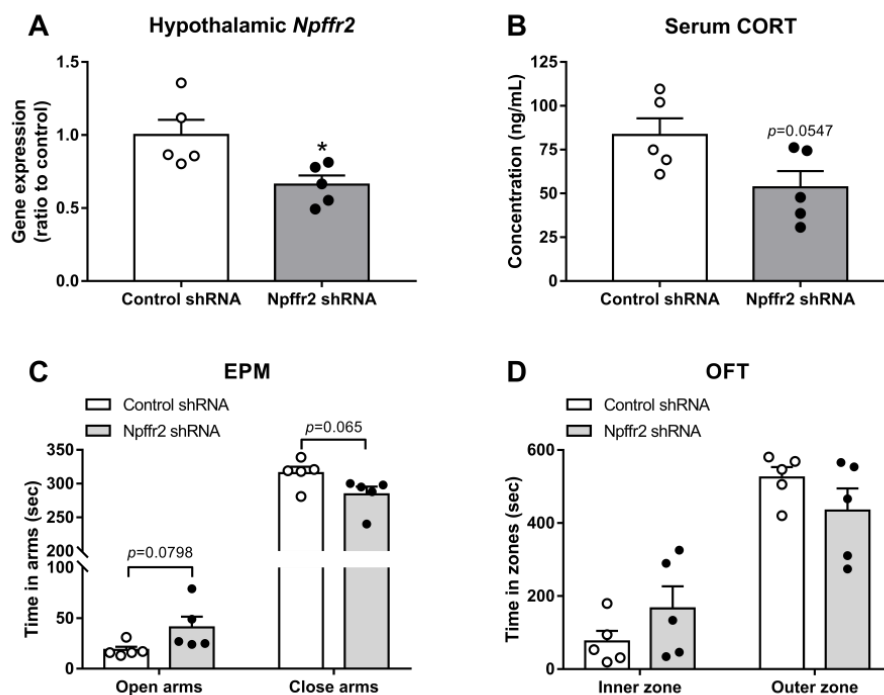 A
Hypothalamic Npffr2
Gene expression
(ratio to control)
1.5
1.0
0.5
0.0
*
Control shRNA
Npffr2 shRNA
B
Serum CORT
Concentration (ng/mL)
125
100
75
50
25
0
p=0.0547
Control shRNA
Npffr2 shRNA
C
EPM
Control shRNA
Npffr2 shRNA
Time in arms (sec)
350
300
250
200
100
50
0
p=0.0798
p=0.065
Open arms
Close arms
D
OFT
Control shRNA
Npffr2 shRNA
Time in zones (sec)
600
400
200
0
Inner zone
Outer zone